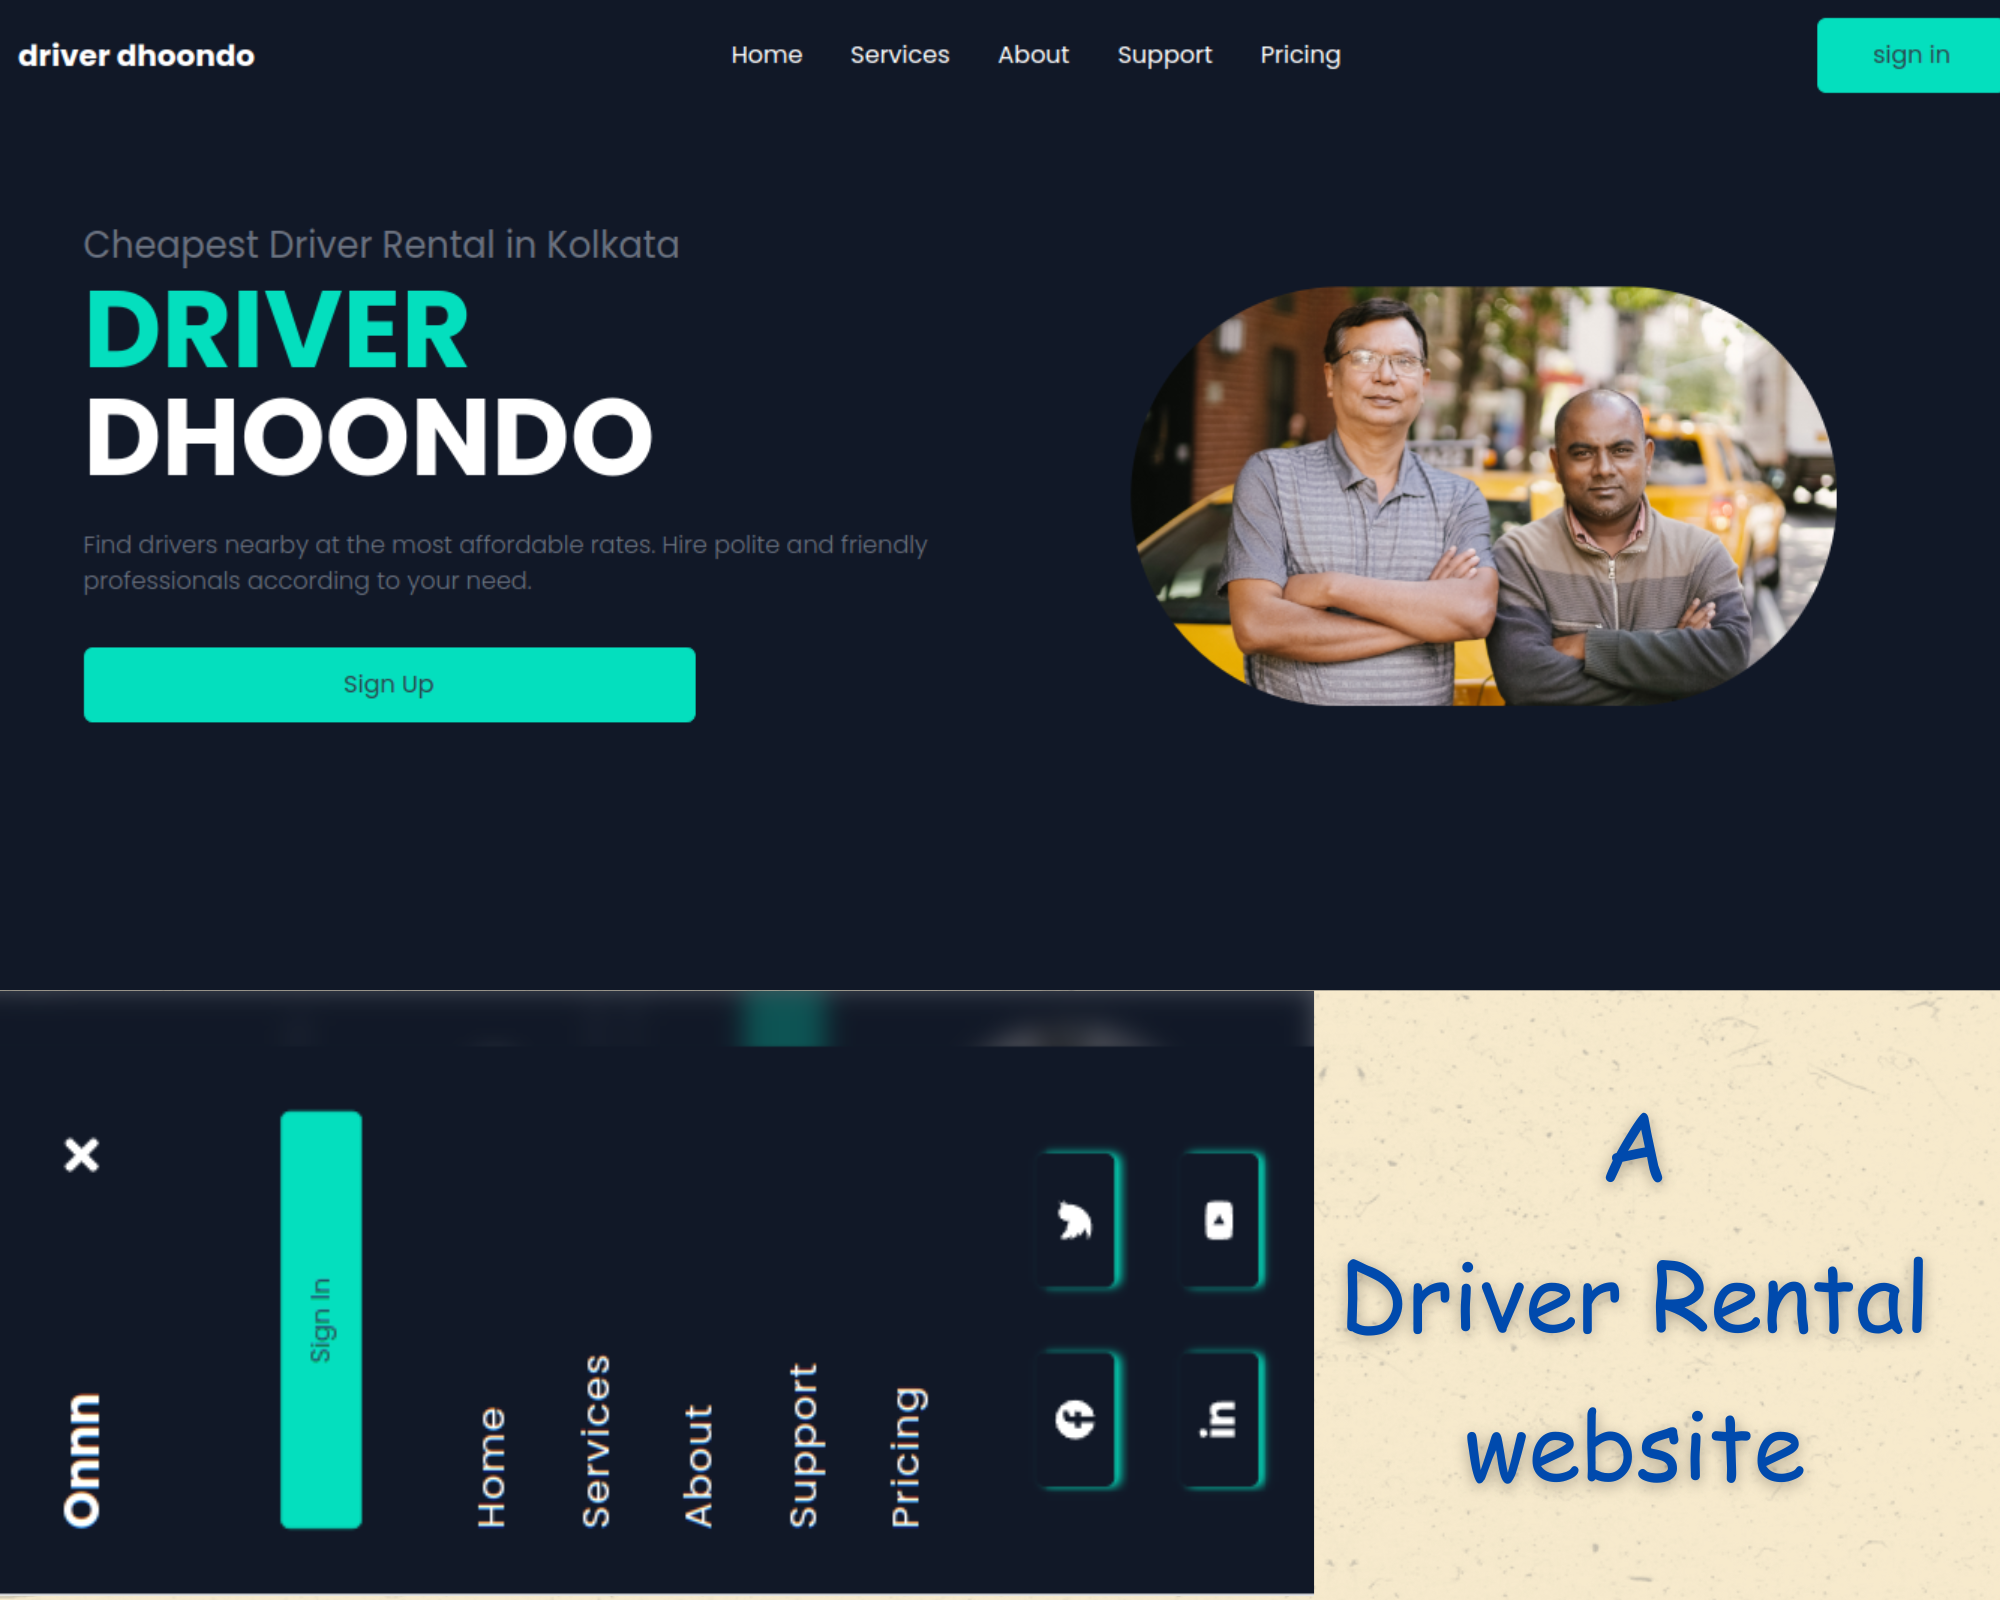 driver dhoondo
Home Services About Support Pricing
sign in
Cheapest Driver Rental in Kolkata
DRIVER
DHOONDO
Find drivers nearby at the most affordable rates. Hire polite and friendly
professionals according to your need.
Sign Up
Onnn
Sign In
Home
Services
About
Support
Pricing
A
Driver Rental
website